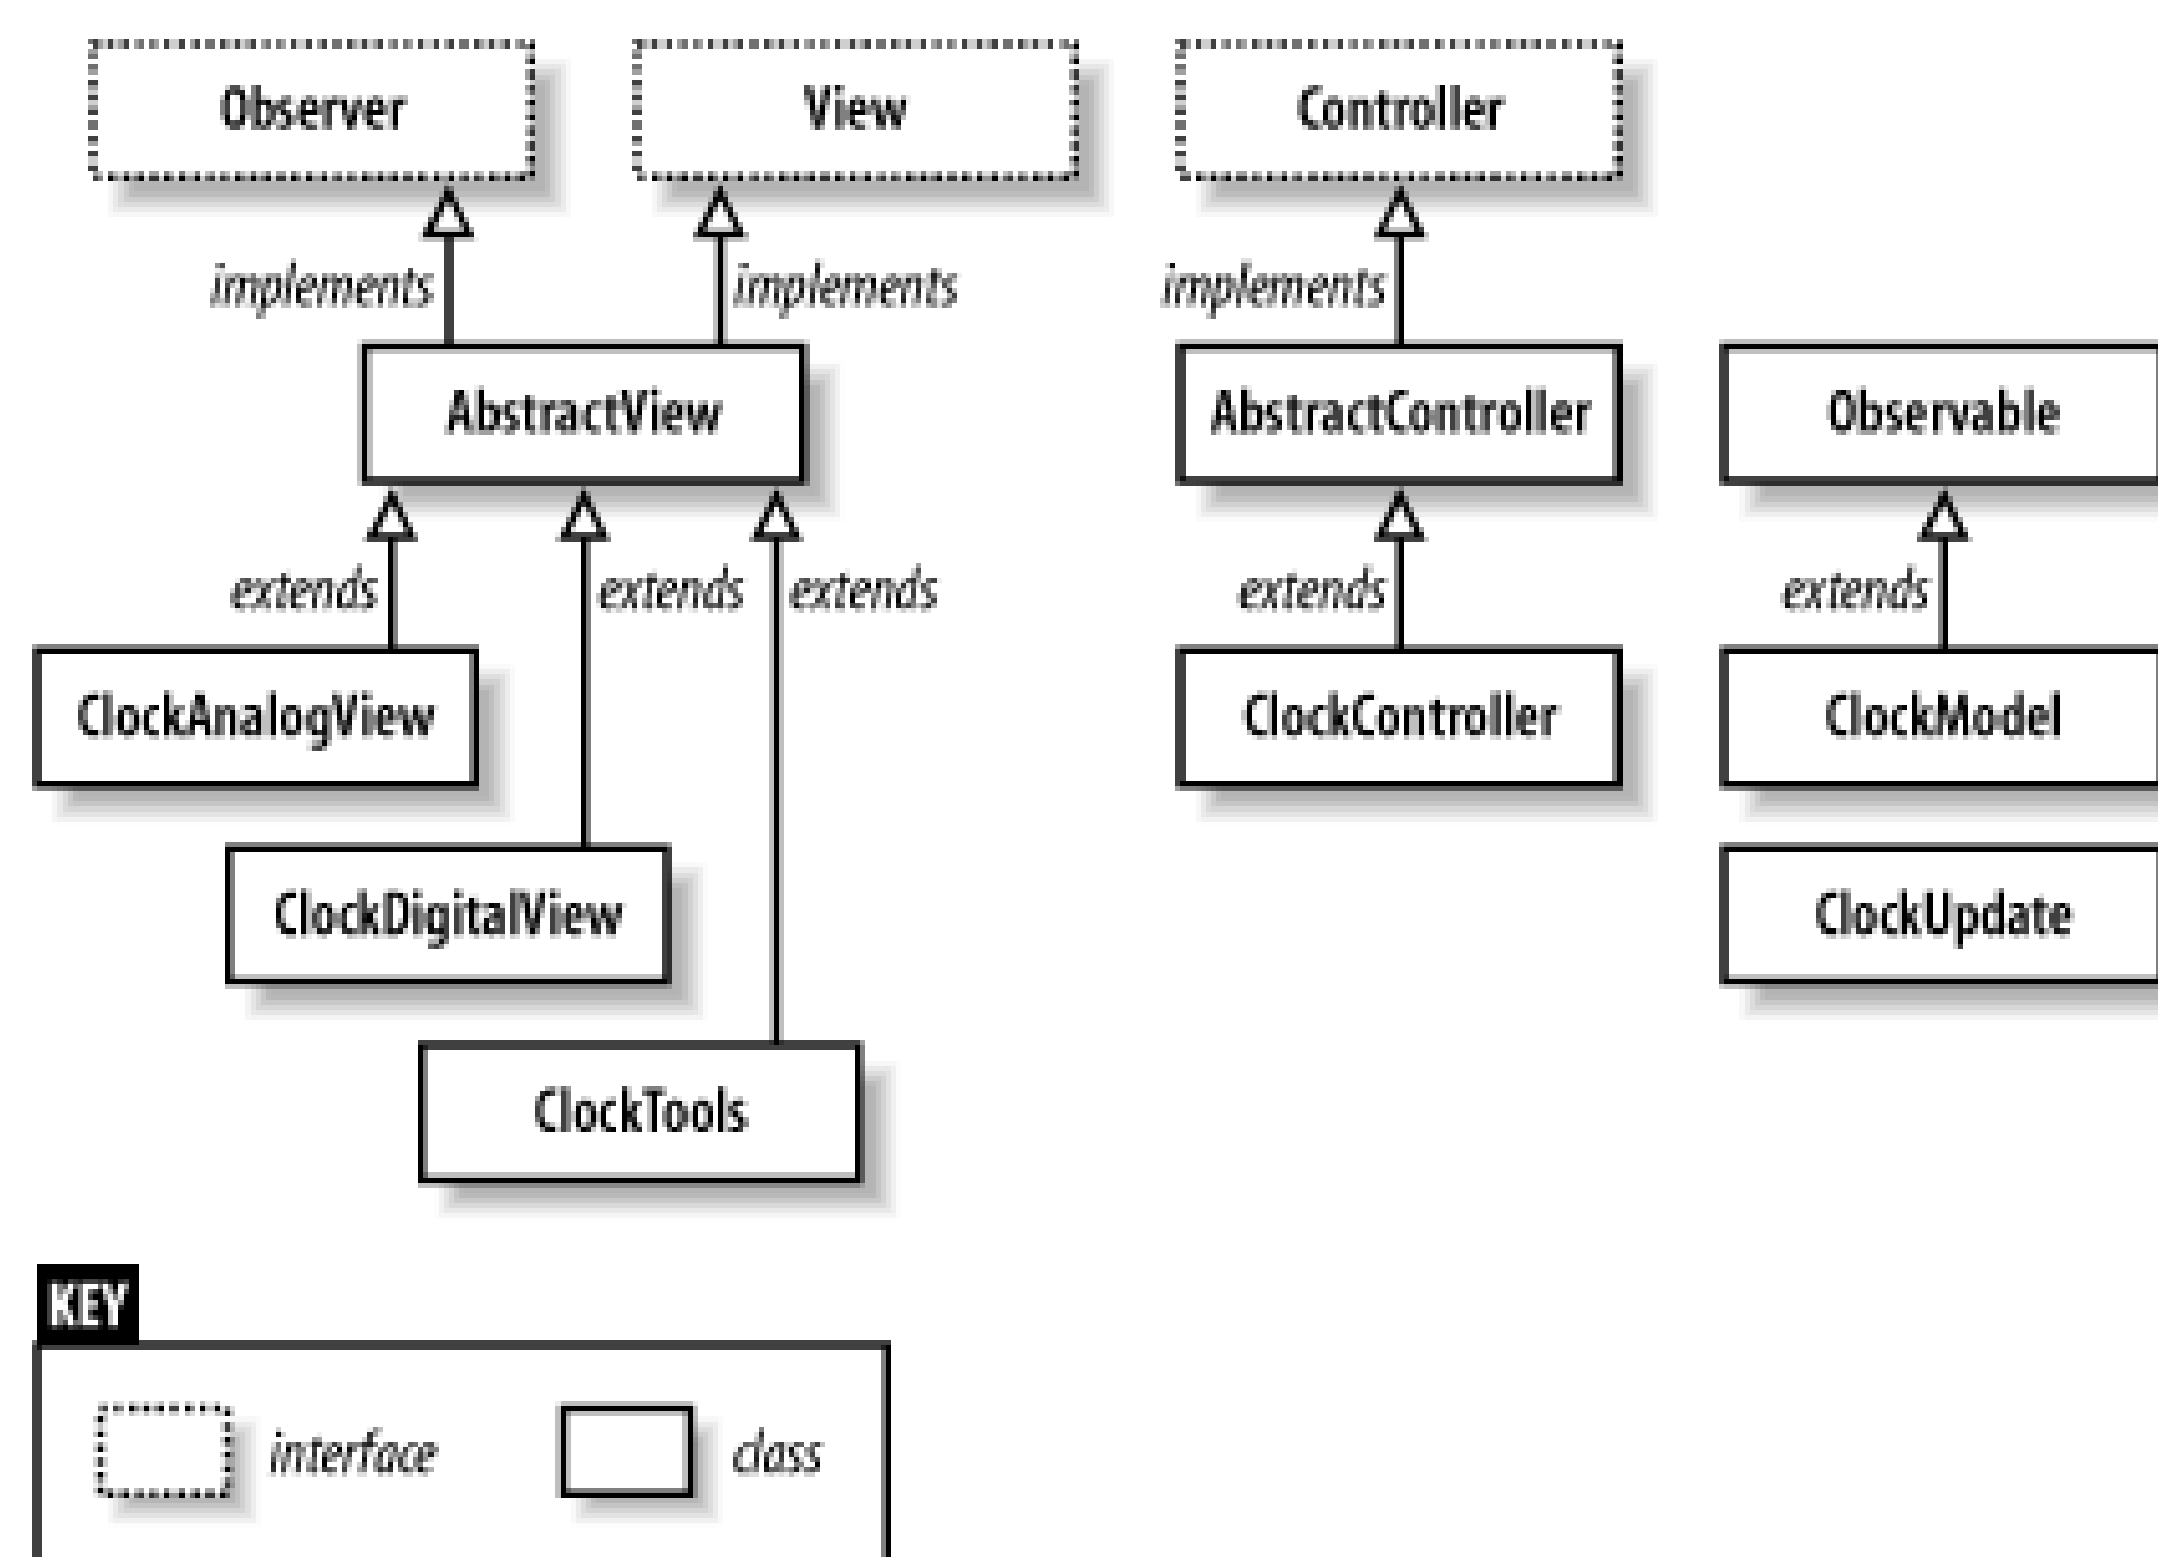 Observer
View
Controller
implements
implements
implements
AbstractView
AbstractController
Observable
extends
extends
extends
extends
extends
ClockAnalogView
ClockController
ClockModel
ClockDigitalView
ClockUpdate
ClockTools
KEY
interface
class